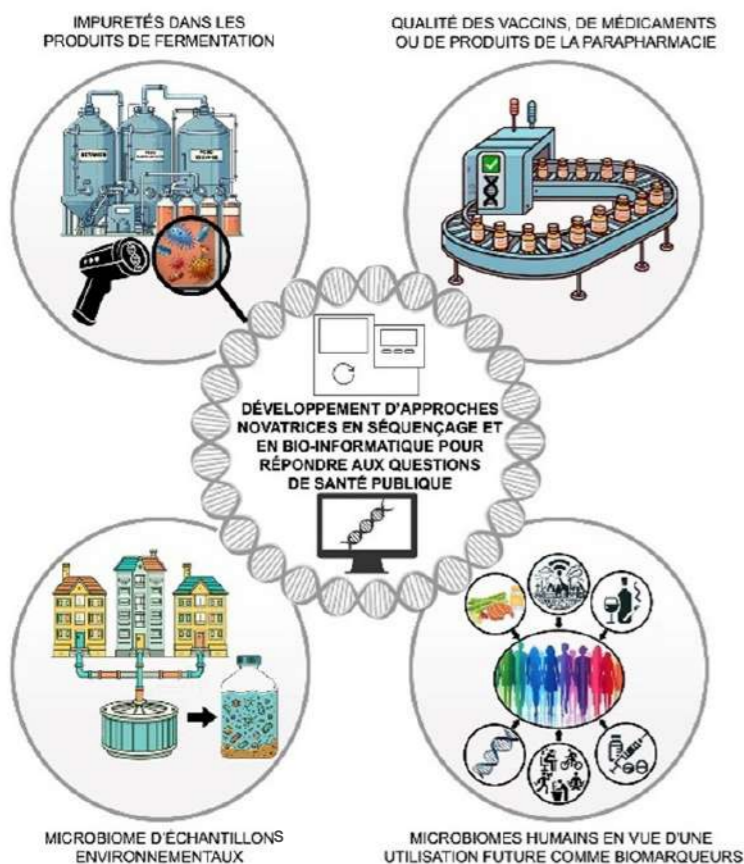 IMPURETÉS DANS LES
PRODUITS DE FERMENTATION
QUALITÉ DES VACCINS, DE MÉDICAMENTS
OU DE PRODUITS DE LA PARAPHARMACIE
DÉVELOPPEMENT D'APPROCHES
NOVATRICES EN SÉQUENÇAGE ET
EN BIO-INFORMATIQUE POUR
RÉPONDRE AUX QUESTIONS
DE SANTÉ PUBLIQUE
MICROBIOME D'ÉCHANTILLONS
ENVIRONNEMENTAUX
MICROBIOMES HUMAINS EN VUE D'UNE
UTILISATION FUTURE COMME BIOMARQUEURS